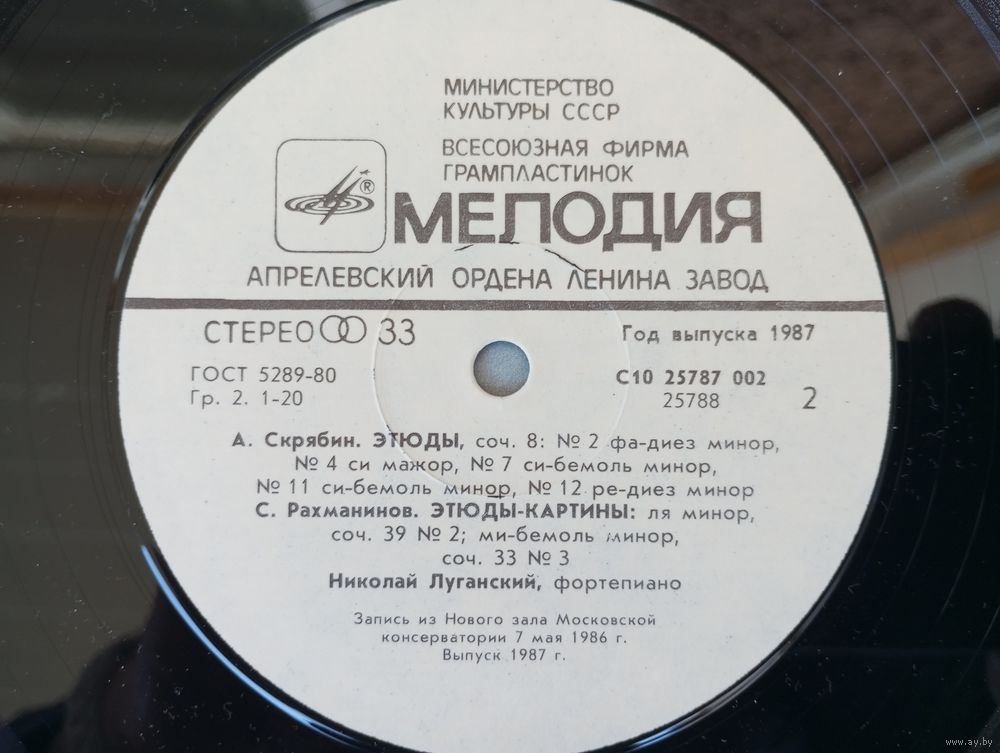 МИНИСТЕРСТВО
КУЛЬТУРЫ СССР
ВСЕСОЮЗНАЯ ФИРМА
ГРАМПЛАСТИНОК
®
МЕЛОДИЯ
АПРЕЛЕВСКИЙ ОРДЕНА ЛЕНИНА ЗАВОД
СТЕРЕО 33
Год выпуска 1987
ГОСТ 5289-80
Гр. 2. 1-20
С10 25787 002
25788
2
А. Скрябин. ЭТЮДЫ, соч. 8: № 2 фа-диез минор,
№ 4 си мажор, № 7 си-бемоль минор,
№ 11 си-бемоль минор, № 12 ре-диез минор
С. Рахманинов. ЭТЮДЫ-КАРТИНЫ: ля минор,
соч. 39 № 2; ми-бемоль минор,
соч. 33 № 3
Николай Луганский, фортепиано
Запись из Нового зала Московской
консерватории 7 мая 1986 г.
Выпуск 1987 г.
www.ay.by